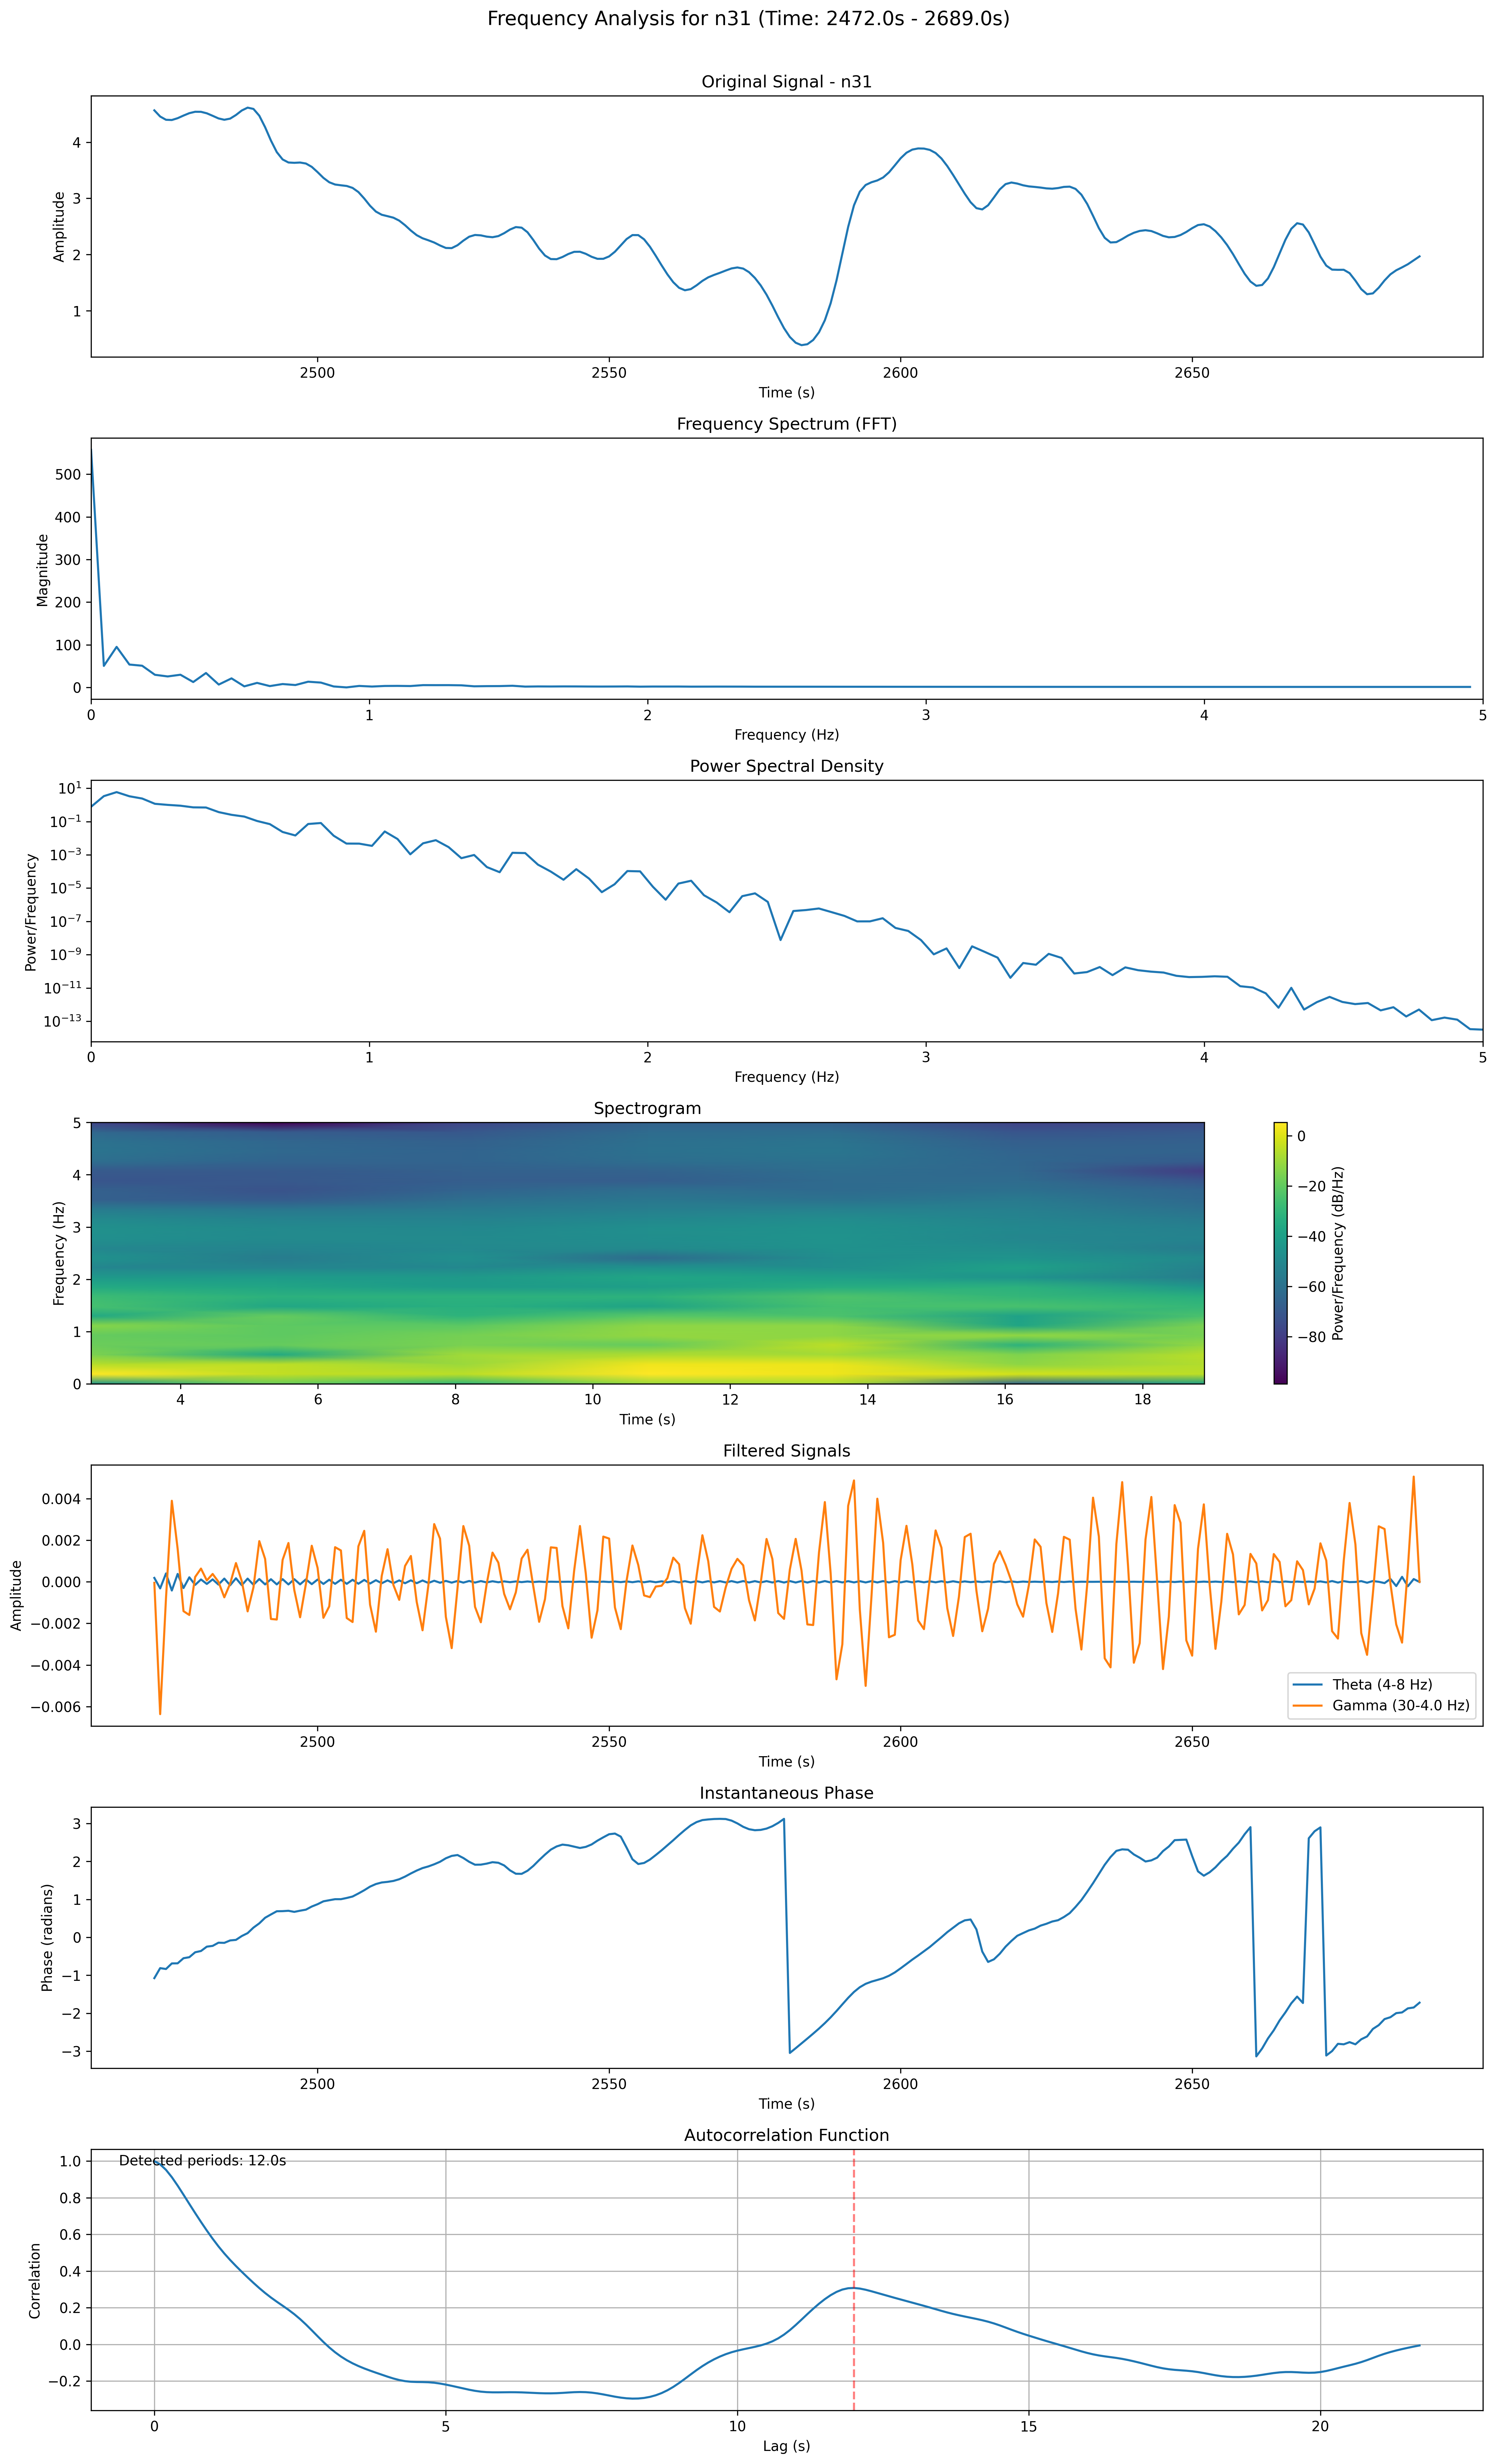 Frequency Analysis for n31 (Time: 2472.0s - 2689.0s)
Original Signal - n31
Amplitude
4
3
2
1
2500 2550 2600 2650
Time (s)
Frequency Spectrum (FFT)
Magnitude
500
400
300
200
100
0
0 1 2 3 4 5
Frequency (Hz)
Power Spectral Density
Power/Frequency
10^1
10^-1
10^-3
10^-5
10^-7
10^-9
10^-11
10^-13
0 1 2 3 4 5
Frequency (Hz)
Spectrogram
Frequency (Hz)
5
4
3
2
1
0
4 6 8 10 12 14 16 18
Time (s)
0
−20
−40
−60
−80
Power/Frequency (dB/Hz)
Filtered Signals
Amplitude
0.004
0.002
0.000
−0.002
−0.004
−0.006
Theta (4-8 Hz)
Gamma (30-4.0 Hz)
2500 2550 2600 2650
Time (s)
Instantaneous Phase
Phase (radians)
3
2
1
0
−1
−2
−3
2500 2550 2600 2650
Time (s)
Autocorrelation Function
Detected periods: 12.0s
Correlation
1.0
0.8
0.6
0.4
0.2
0.0
−0.2
0 5 10 15 20
Lag (s)